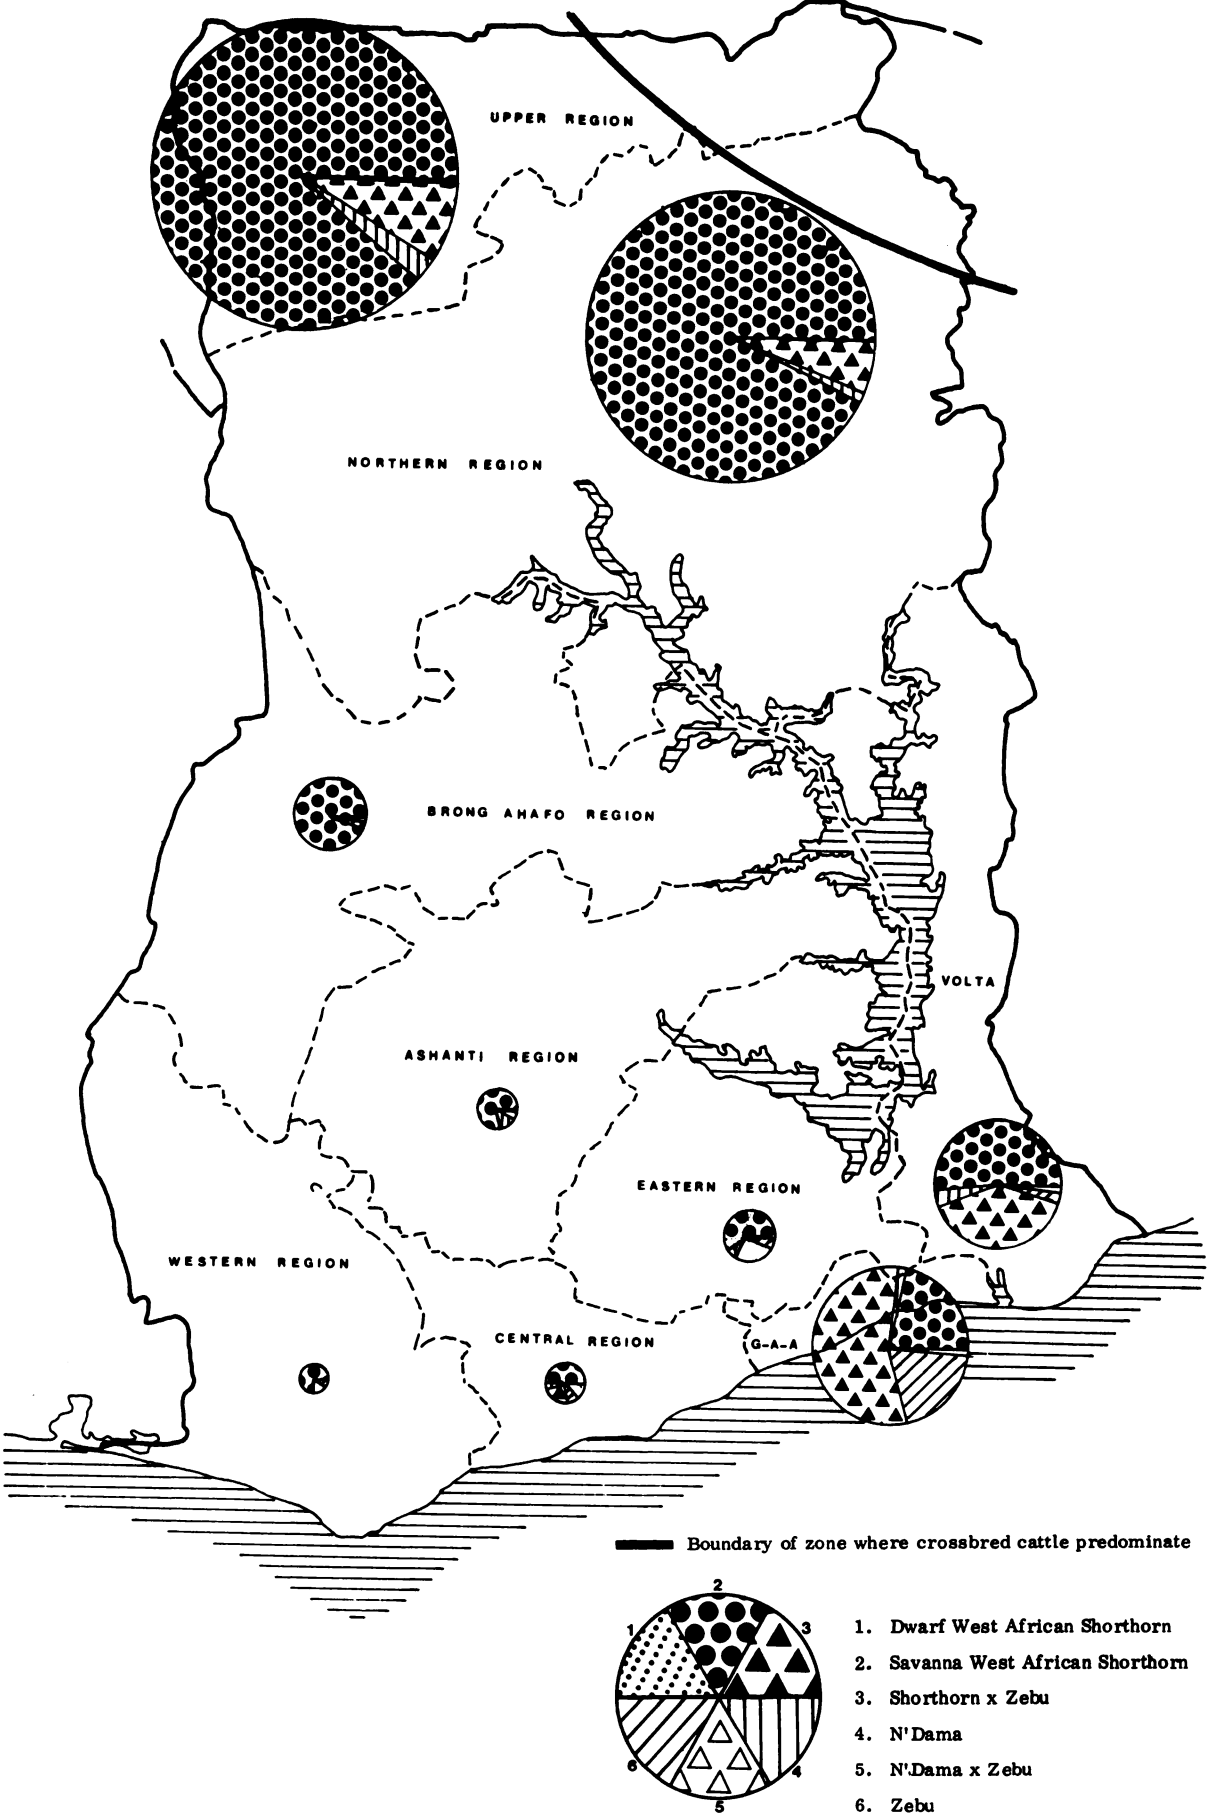 UPPER REGION
NORTHERN REGION
BRONG AHAFO REGION
VOLTA
ASHANTI REGION
EASTERN REGION
WESTERN REGION
CENTRAL REGION
G-A-A
Boundary of zone where crossbred cattle predominate
2
1
3
6
4
5
1. Dwarf West African Shorthorn
2. Savanna West African Shorthorn
3. Shorthorn x Zebu
4. N'Dama
5. N'Dama x Zebu
6. Zebu